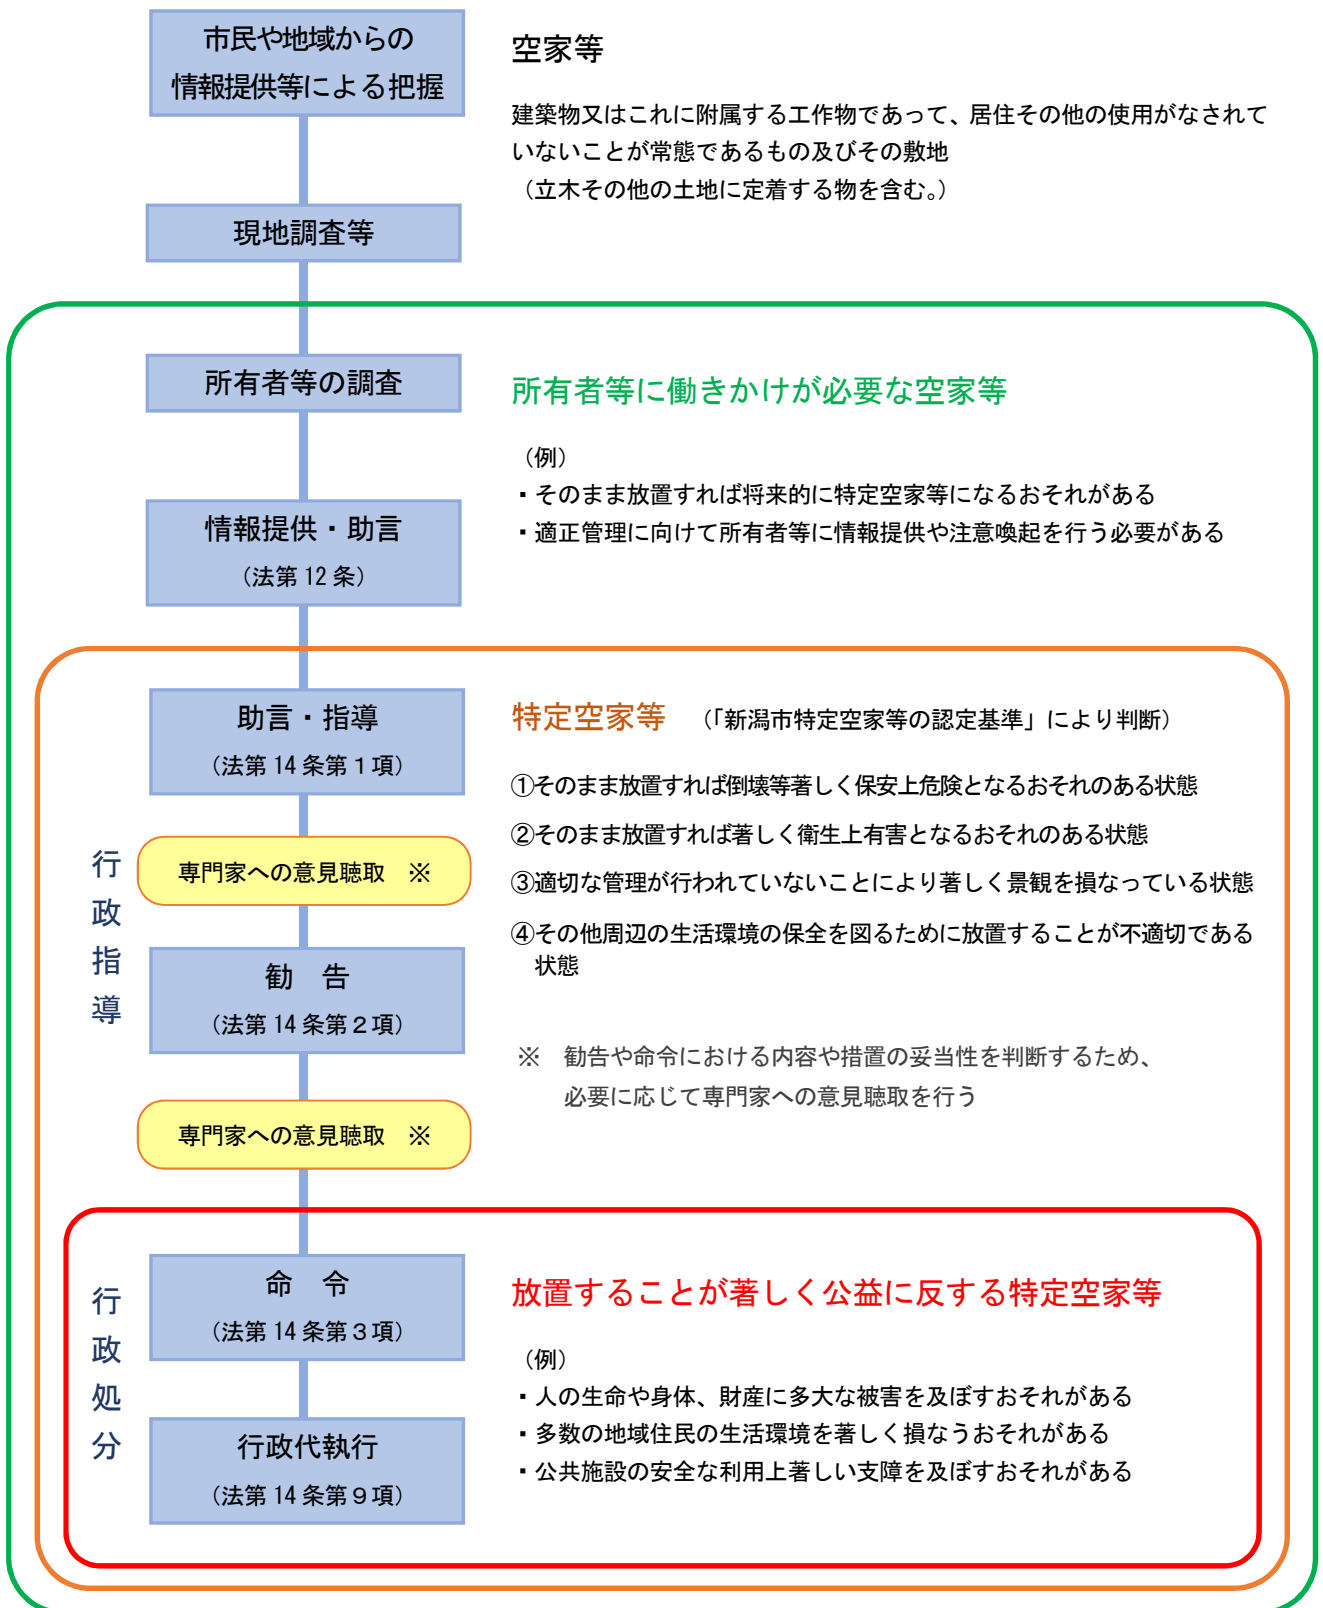 市民や地域からの
情報提供等による把握
空家等
建築物又はこれに附属する工作物であって、居住その他の使用がなされて
いないことが常態であるもの及びその敷地
（立木その他の土地に定着する物を含む。）
現地調査等
所有者等の調査
所有者等に働きかけが必要な空家等
（例）
・そのまま放置すれば将来的に特定空家等になるおそれがある
・適正管理に向けて所有者等に情報提供や注意喚起を行う必要がある
情報提供・助言
（法第12条）
助言・指導
（法第14条第１項）
特定空家等 （「新潟市特定空家等の認定基準」により判断）
①そのまま放置すれば倒壊等著しく保安上危険となるおそれのある状態
②そのまま放置すれば著しく衛生上有害となるおそれのある状態
③適切な管理が行われていないことにより著しく景観を損なっている状態
④その他周辺の生活環境の保全を図るために放置することが不適切である
状態
行政指導
専門家への意見聴取　※
勧　告
（法第14条第２項）
※　勧告や命令における内容や措置の妥当性を判断するため、
必要に応じて専門家への意見聴取を行う
専門家への意見聴取　※
行政処分
命　令
（法第14条第３項）
放置することが著しく公益に反する特定空家等
（例）
・人の生命や身体、財産に多大な被害を及ぼすおそれがある
・多数の地域住民の生活環境を著しく損なうおそれがある
・公共施設の安全な利用上著しい支障を及ぼすおそれがある
行政代執行
（法第14条第９項）